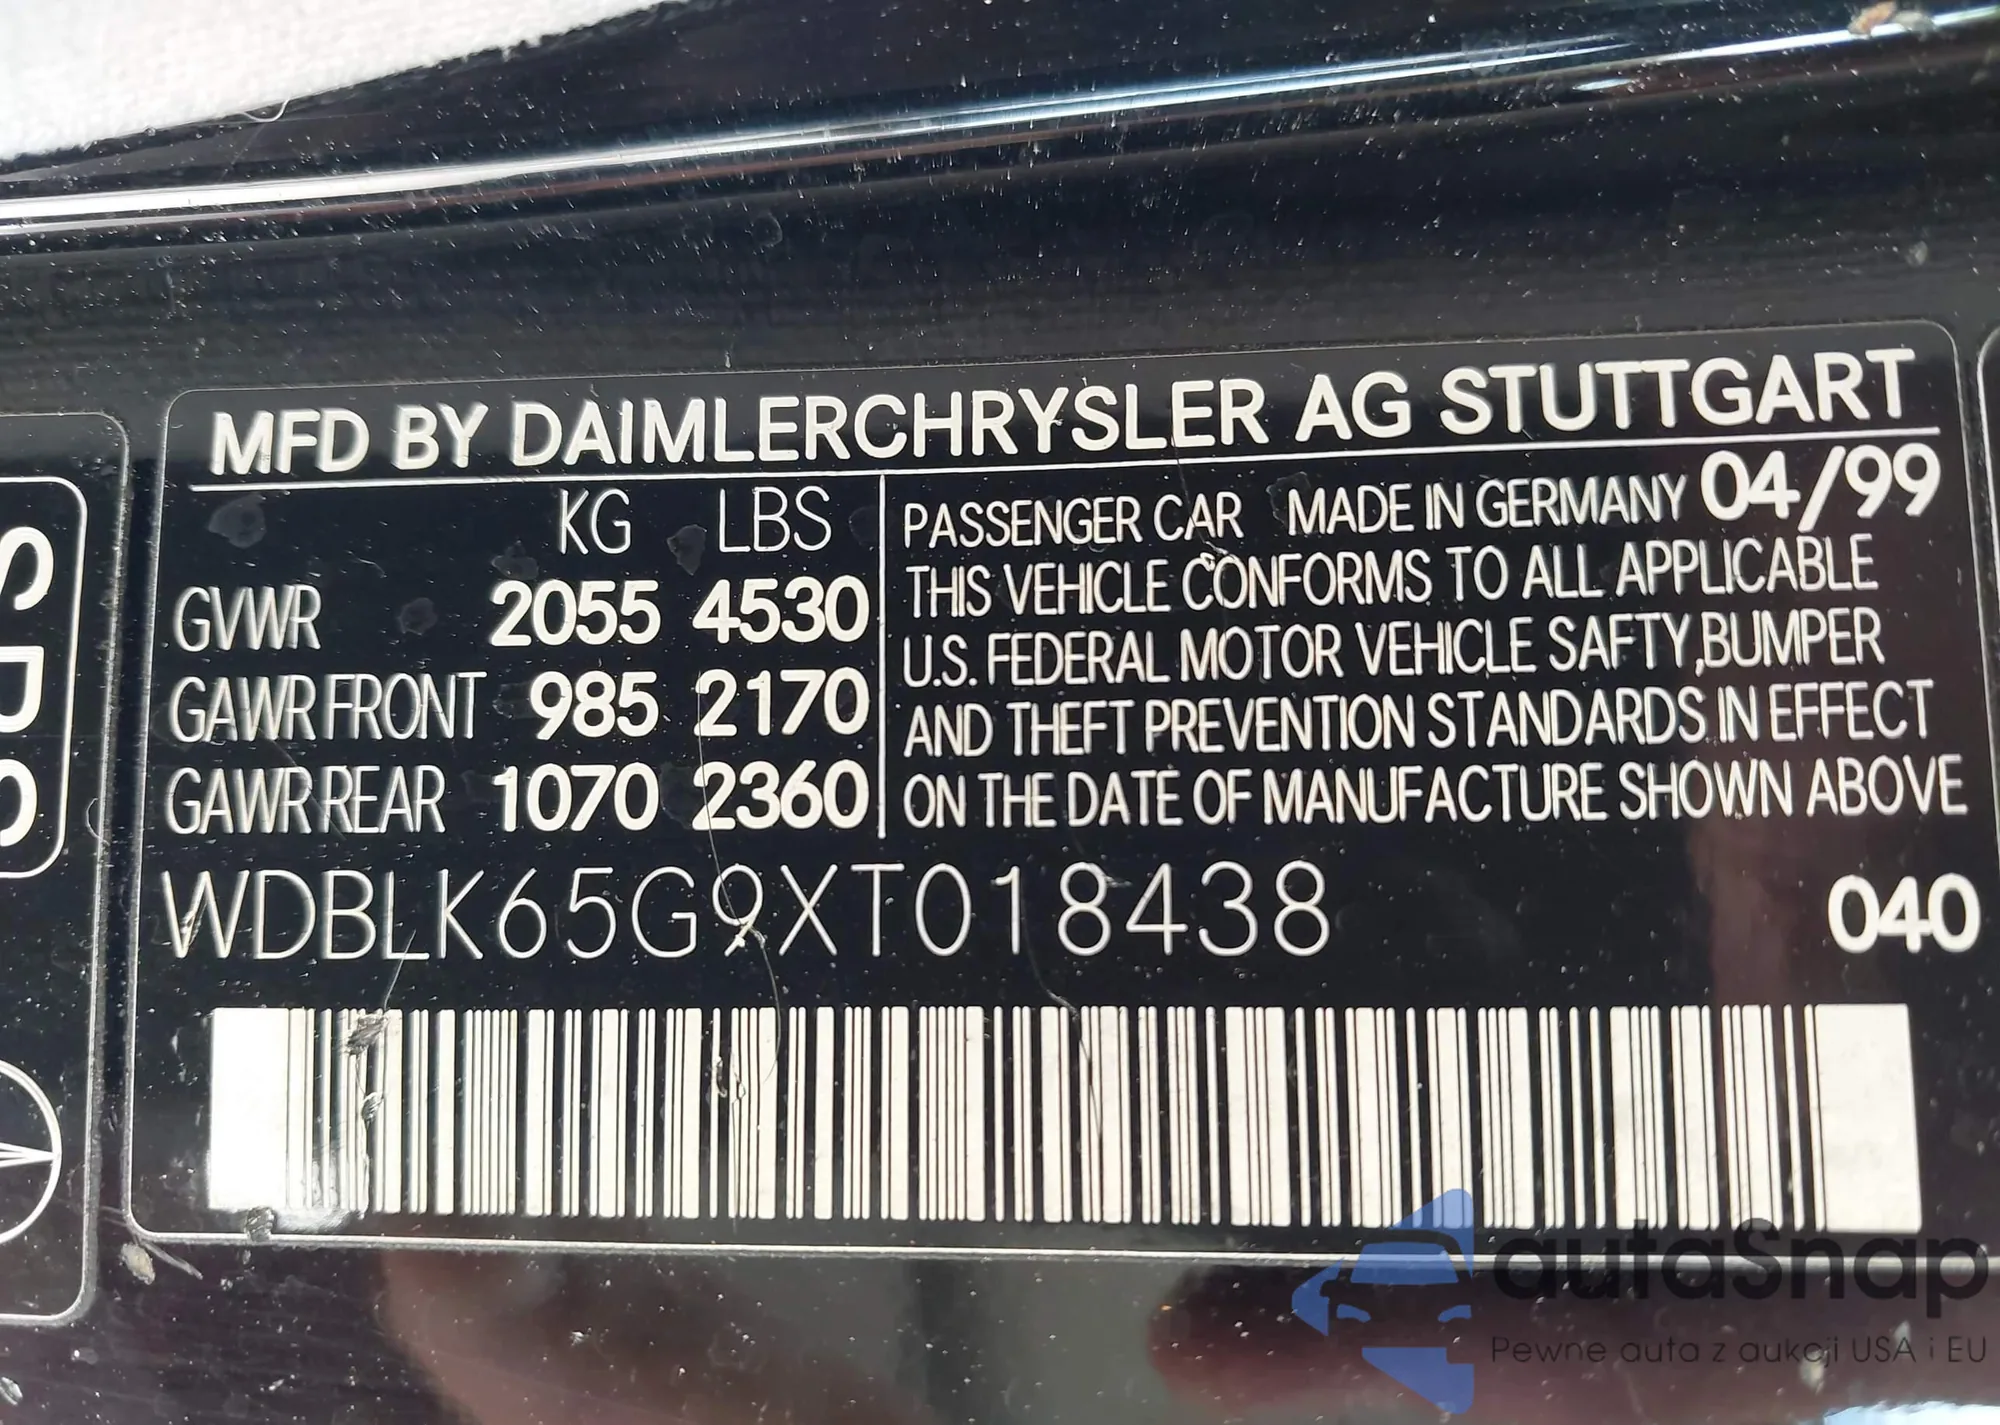 MFD BY DAIMLERCHRYSLER AG STUTTGART
KG LBS
GVWR 2055 4530
GAWR FRONT 985 2170
GAWR REAR 1070 2360
PASSENGER CAR MADE IN GERMANY 04/99
THIS VEHICLE CONFORMS TO ALL APPLICABLE
U.S. FEDERAL MOTOR VEHICLE SAFTY,BUMPER
AND THEFT PREVENTION STANDARDS IN EFFECT
ON THE DATE OF MANUFACTURE SHOWN ABOVE
WDBLK65G9XT018438 040
SRS
autaSnap
Pewne auta z aukcji USA i EU